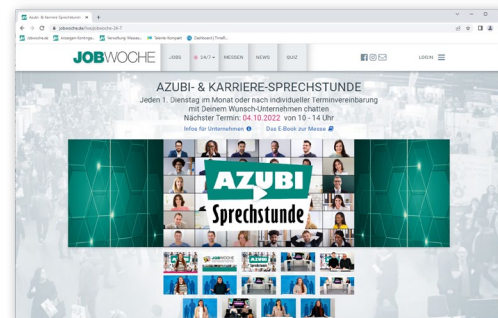 Azubi- & Karriere-Sprechstunde
jobwoche.de/live/jobwoche-24-7
jobwoche.de
JOBWOCHE
JOBS
24/7
MESSEN
NEWS
QUIZ
LOGIN
AZUBI- & KARRIERE-SPRECHSTUNDE
Jeden 1. Dienstag im Monat oder nach individueller Terminvereinbarung
mit Deinem Wunsch-Unternehmen chatten
Nächster Termin: 04.10.2022 von 10 - 14 Uhr
Infos für Unternehmen Das E-Book zur Messe
AZUBI
Sprechstunde